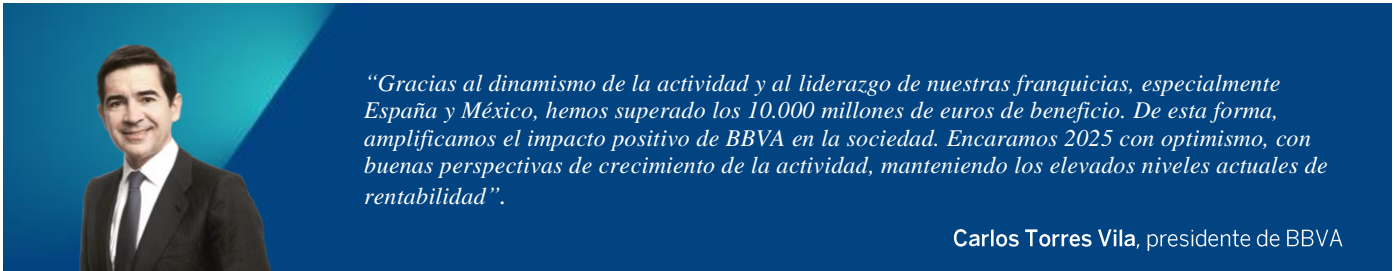 “Gracias al dinamismo de la actividad y al liderazgo de nuestras franquicias, especialmente
España y México, hemos superado los 10.000 millones de euros de beneficio. De esta forma,
amplificamos el impacto positivo de BBVA en la sociedad. Encaramos 2025 con optimismo, con
buenas perspectivas de crecimiento de la actividad, manteniendo los elevados niveles actuales de
rentabilidad”.
Carlos Torres Vila, presidente de BBVA